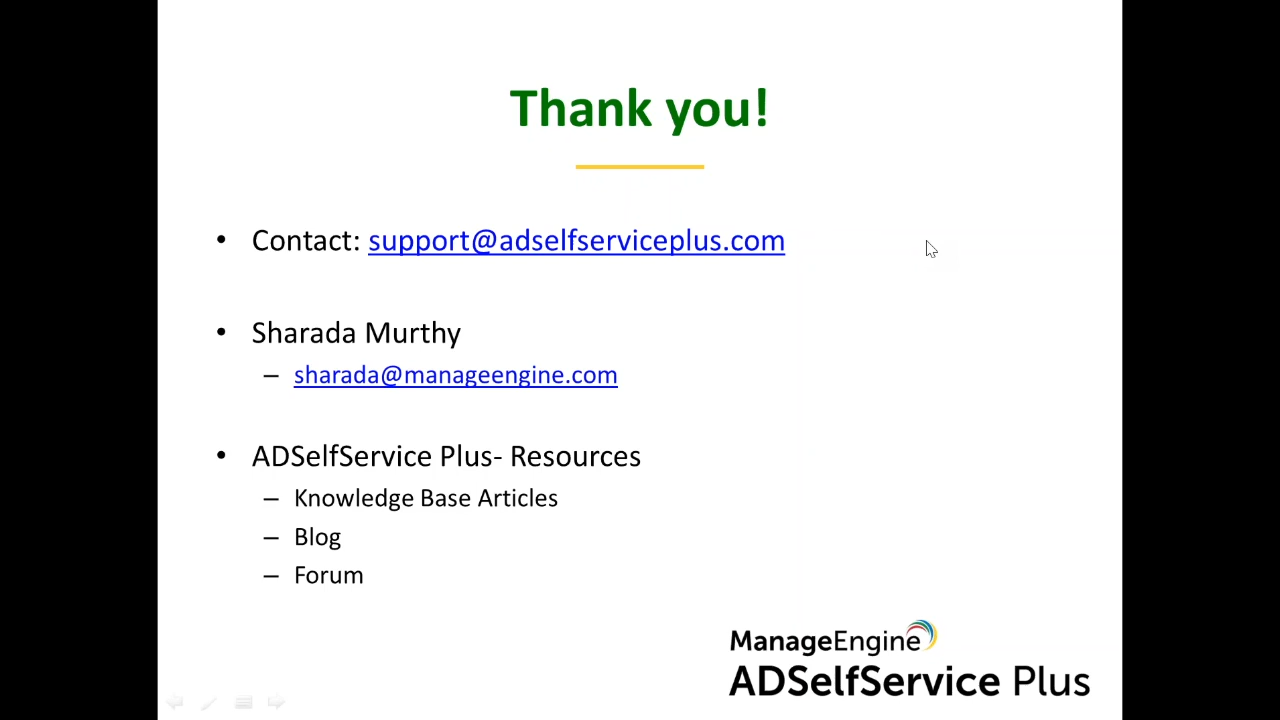 Thank you!
• Contact: support@adselfserviceplus.com
• Sharada Murthy
– sharada@manageengine.com
• ADSelfService Plus- Resources
– Knowledge Base Articles
– Blog
– Forum
ManageEngine
ADSelfService Plus